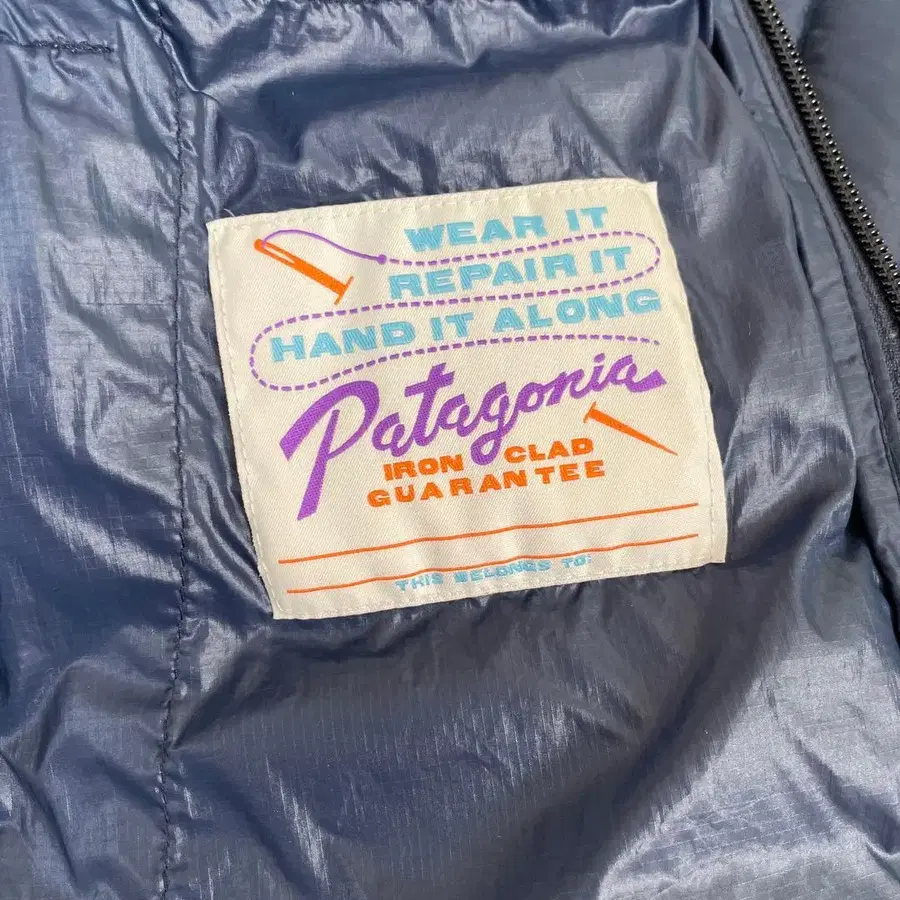 WEAR IT
REPAIR IT
HAND IT ALONG
Patagonia
IRON CLAD
GUARANTEE
THIS BELONGS TO: